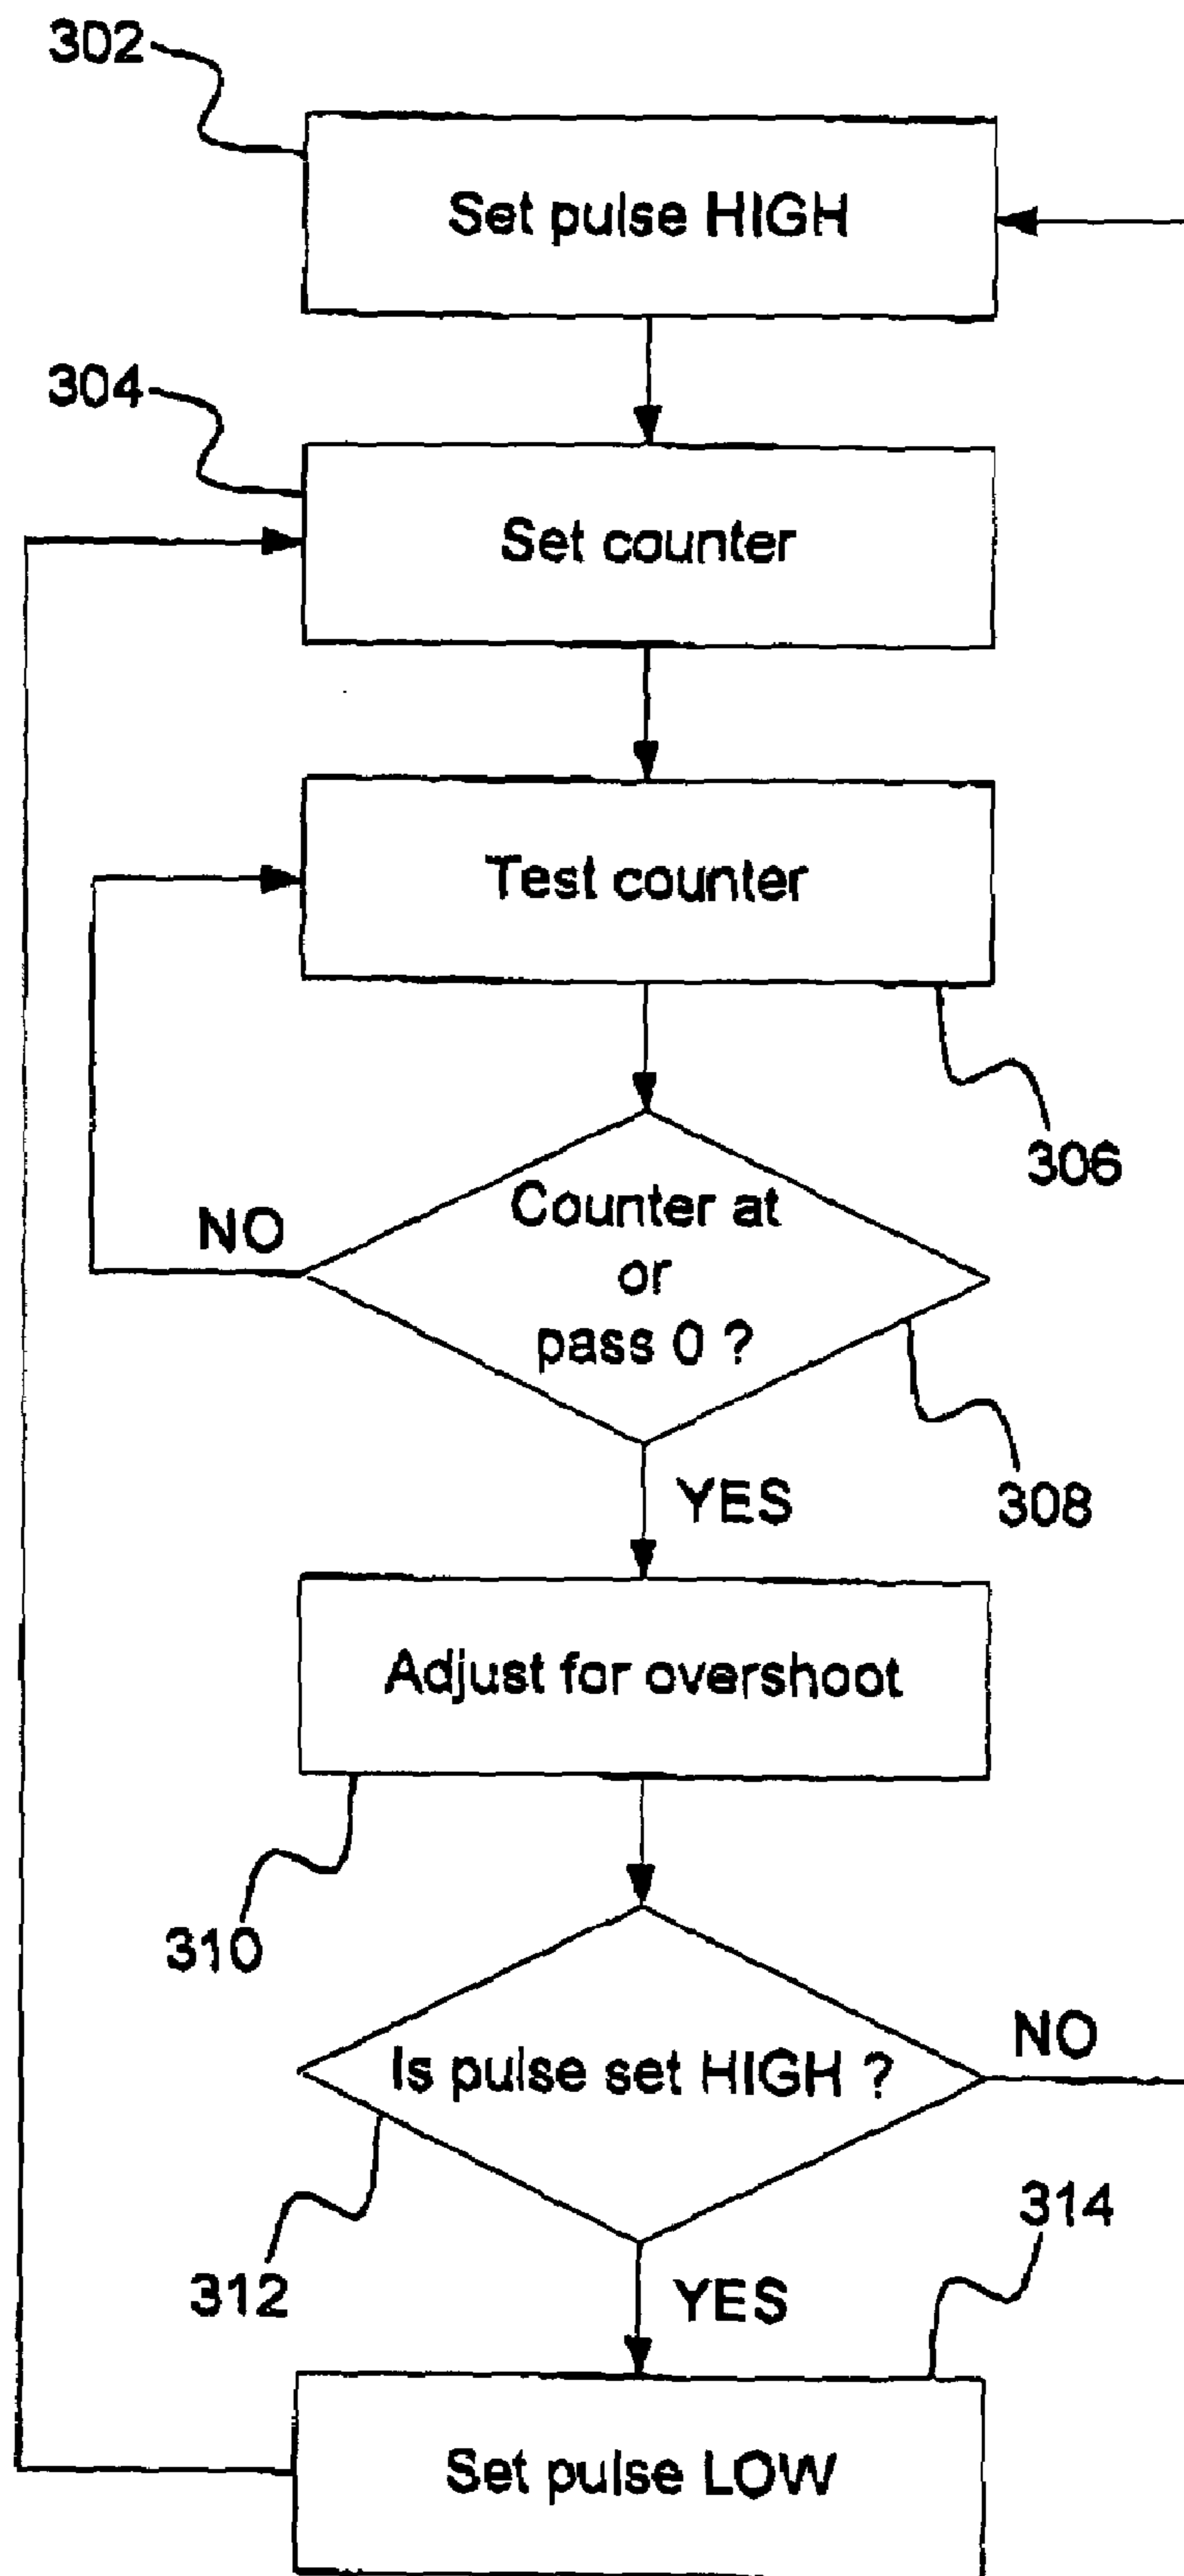 302
Set pulse HIGH
304
Set counter
Test counter
306
Counter at
or
pass 0 ?
NO
308
YES
Adjust for overshoot
310
Is pulse set HIGH ?
NO
312
YES
314
Set pulse LOW